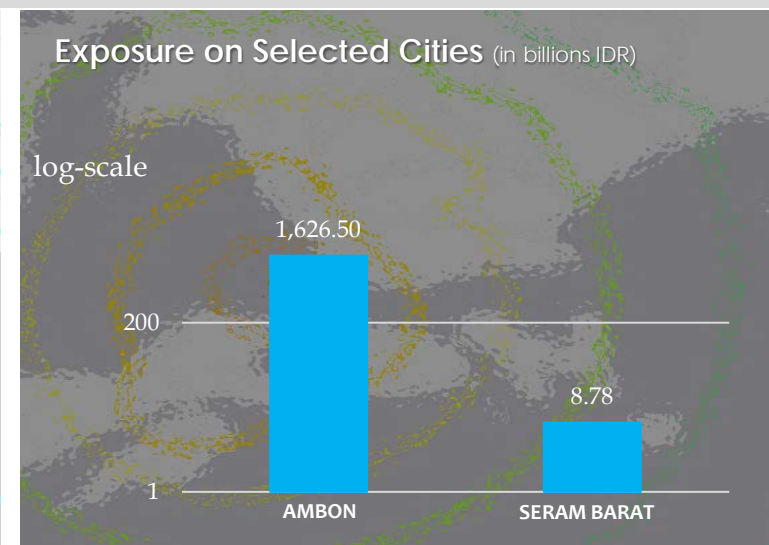 Exposure on Selected Cities (in billions IDR)
log-scale
1,626.50
200
8.78
1
AMBON SERAM BARAT